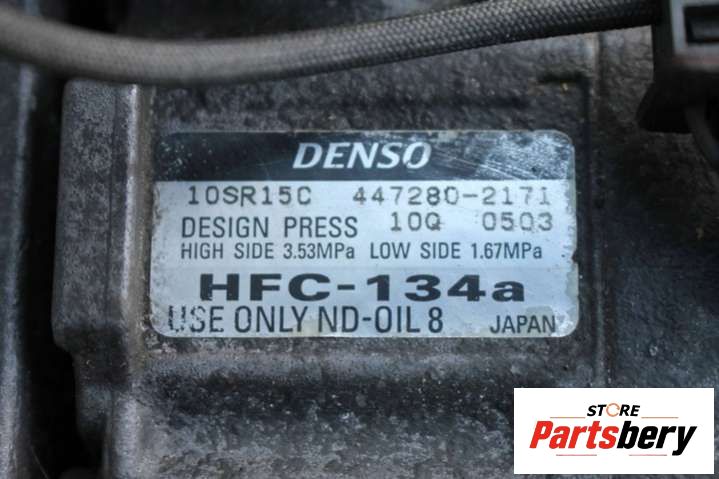 DENSO
10SR15C 447280-2171
DESIGN PRESS 10Q 0503
HIGH SIDE 3.53MPa LOW SIDE 1.67MPa
HFC-134a
USE ONLY ND-OIL 8 JAPAN
STORE
Partsbery